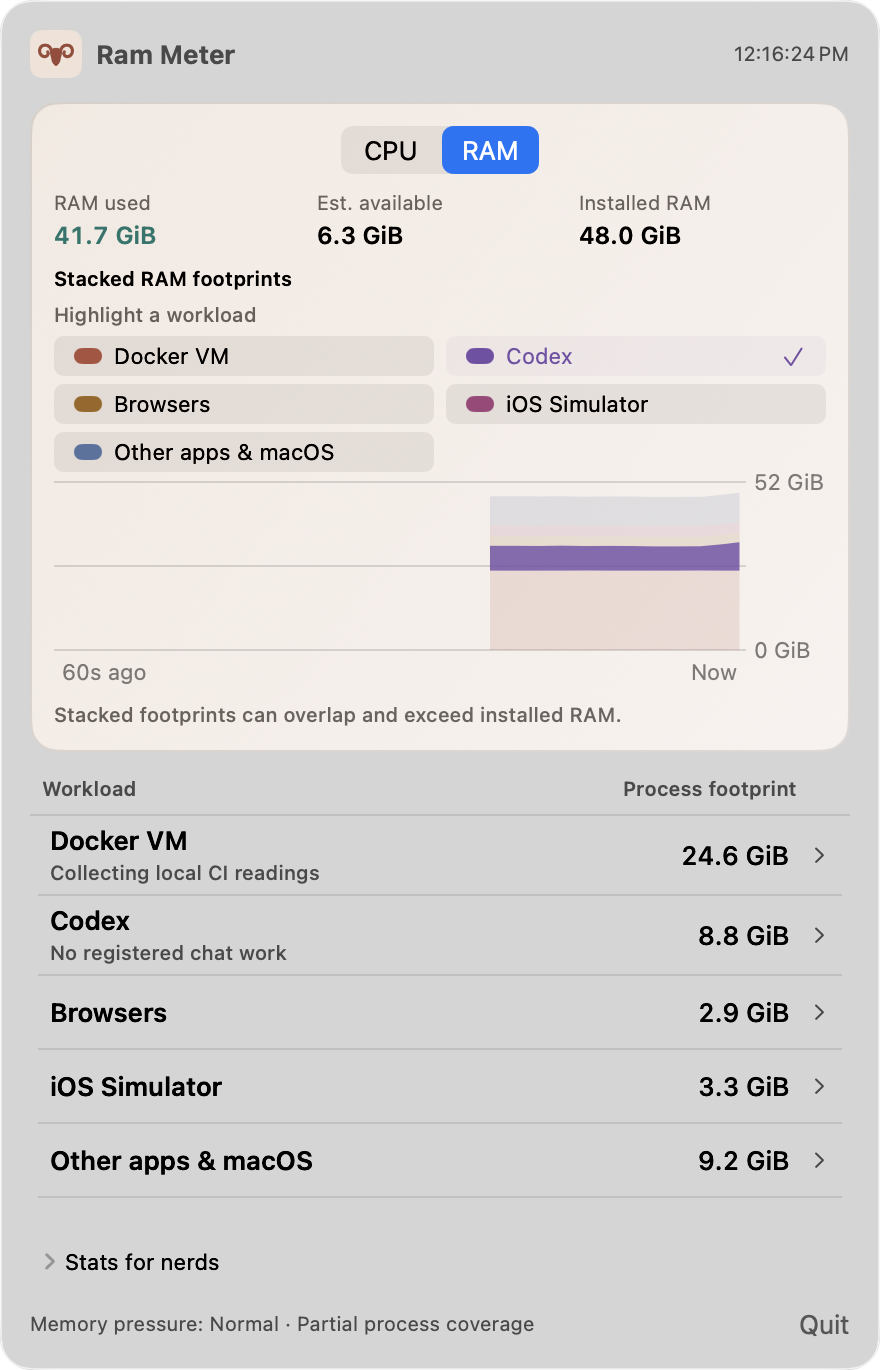 Ram Meter
12:16:24 PM
CPU
RAM
RAM used
Est. available
Installed RAM
41.7 GiB
6.3 GiB
48.0 GiB
Stacked RAM footprints
Highlight a workload
Docker VM
Codex
Browsers
iOS Simulator
Other apps & macOS
52 GiB
0 GiB
60s ago
Now
Stacked footprints can overlap and exceed installed RAM.
Workload
Process footprint
Docker VM
Collecting local CI readings
24.6 GiB
Codex
No registered chat work
8.8 GiB
Browsers
2.9 GiB
iOS Simulator
3.3 GiB
Other apps & macOS
9.2 GiB
Stats for nerds
Memory pressure: Normal · Partial process coverage
Quit